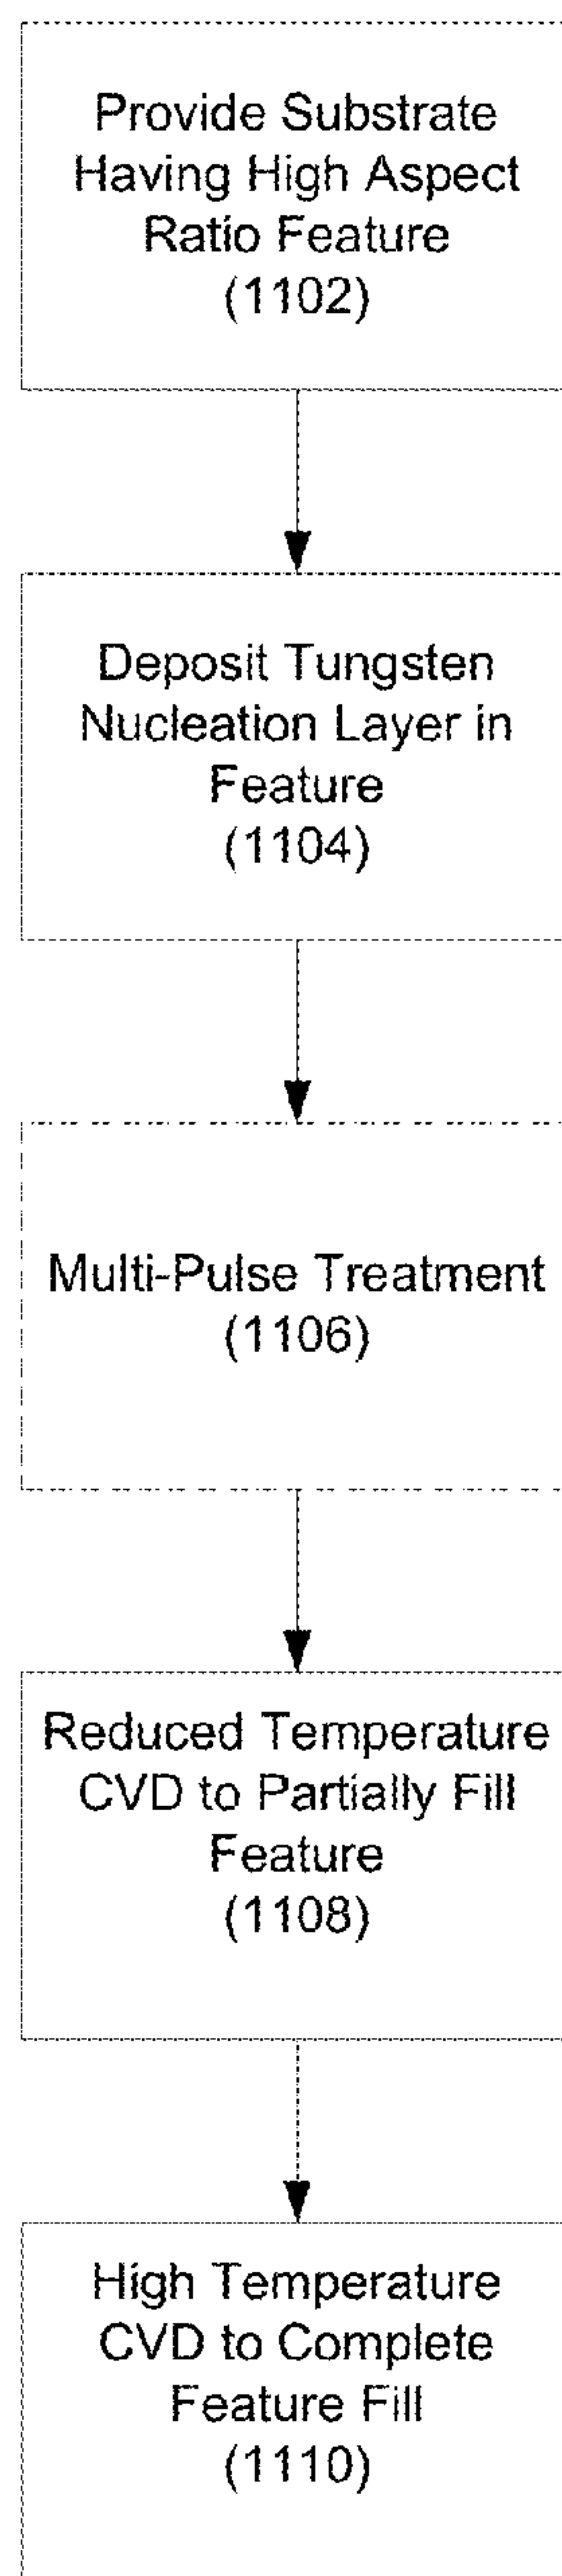 Provide Substrate
Having High Aspect
Ratio Feature
(1102)
Deposit Tungsten
Nucleation Layer in
Feature
(1104)
Multi-Pulse Treatment
(1106)
Reduced Temperature
CVD to Partially Fill
Feature
(1108)
High Temperature
CVD to Complete
Feature Fill
(1110)